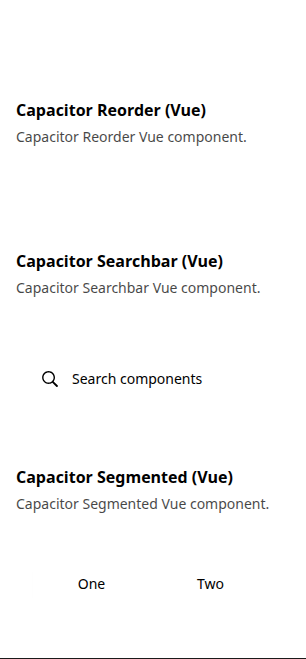 Capacitor Reorder (Vue)
Capacitor Reorder Vue component.
Capacitor Searchbar (Vue)
Capacitor Searchbar Vue component.
Search components
Capacitor Segmented (Vue)
Capacitor Segmented Vue component.
One Two